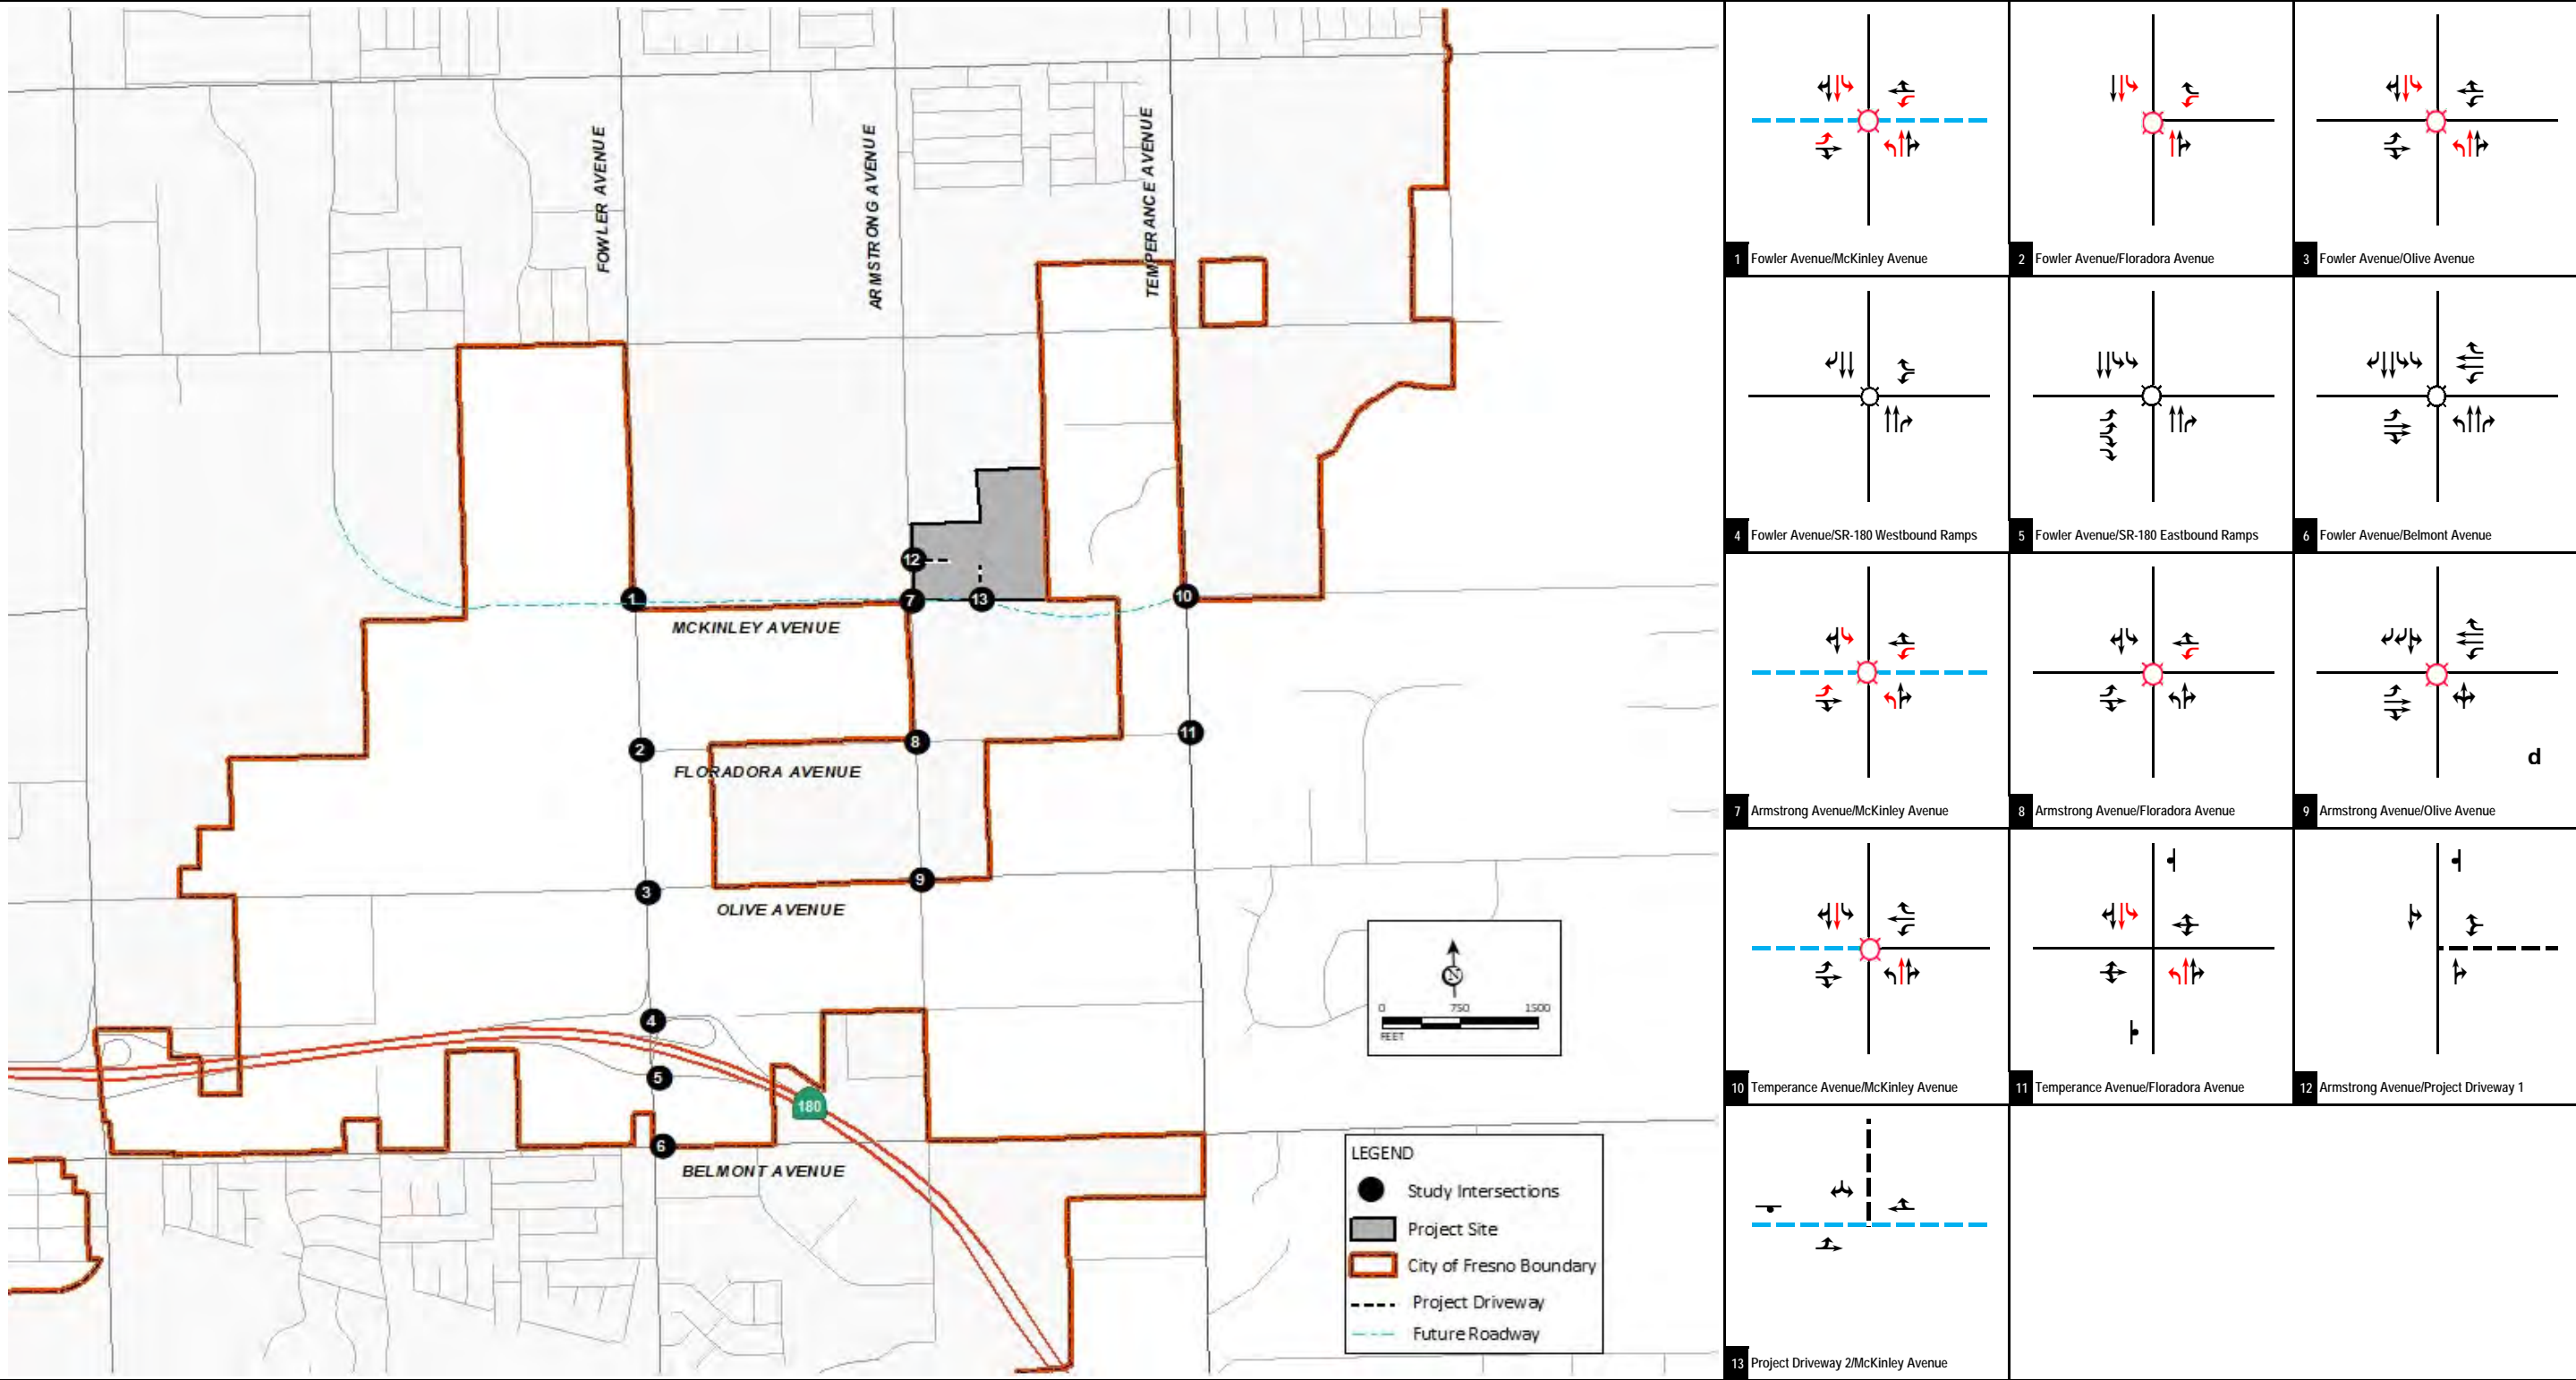 FOWLER AVENUE
ARMSTRONG AVENUE
TEMPERANCE AVENUE
12
1
7
13
10
MCKINLEY AVENUE
2
8
11
FLORADORA AVENUE
3
9
OLIVE AVENUE
N
0 750 1500
FEET
4
5
180
6
BELMONT AVENUE
LEGEND
Study Intersections
Project Site
City of Fresno Boundary
Project Driveway
Future Roadway
1 Fowler Avenue/McKinley Avenue
2 Fowler Avenue/Floradora Avenue
3 Fowler Avenue/Olive Avenue
4 Fowler Avenue/SR-180 Westbound Ramps
5 Fowler Avenue/SR-180 Eastbound Ramps
6 Fowler Avenue/Belmont Avenue
d
7 Armstrong Avenue/McKinley Avenue
8 Armstrong Avenue/Floradora Avenue
9 Armstrong Avenue/Olive Avenue
10 Temperance Avenue/McKinley Avenue
11 Temperance Avenue/Floradora Avenue
12 Armstrong Avenue/Project Driveway 1
13 Project Driveway 2/McKinley Avenue